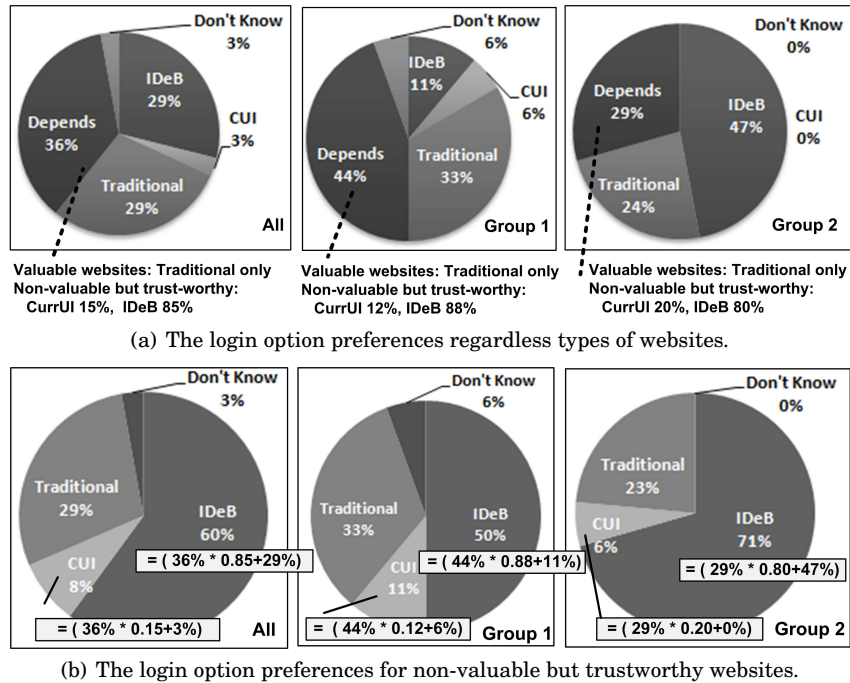 Don't Know
3%
IDeB
29%
CUI
3%
Depends
36%
Traditional
29%
All
Don't Know
6%
IDeB
11%
CUI
6%
Depends
44%
Traditional
33%
Group 1
Don't Know
0%
Depends
29%
IDeB
47%
CUI
0%
Traditional
24%
Group 2
Valuable websites: Traditional only
Non-valuable but trust-worthy:
CurrUI 15%, IDeB 85%
Valuable websites: Traditional only
Non-valuable but trust-worthy:
CurrUI 12%, IDeB 88%
Valuable websites: Traditional only
Non-valuable but trust-worthy:
CurrUI 20%, IDeB 80%
(a) The login option preferences regardless types of websites.
Don't Know
3%
Traditional
29%
IDeB
60%
= ( 36% * 0.85+29%)
CUI
8%
= ( 36% * 0.15+3%)
All
Don't Know
6%
Traditional
33%
IDeB
50%
= ( 44% * 0.88+11%)
CUI
11%
= ( 44% * 0.12+6%)
Group 1
Don't Know
0%
Traditional
23%
IDeB
71%
CUI
6%
= ( 29% * 0.80+47%)
= ( 29% * 0.20+0%)
Group 2
(b) The login option preferences for non-valuable but trustworthy websites.